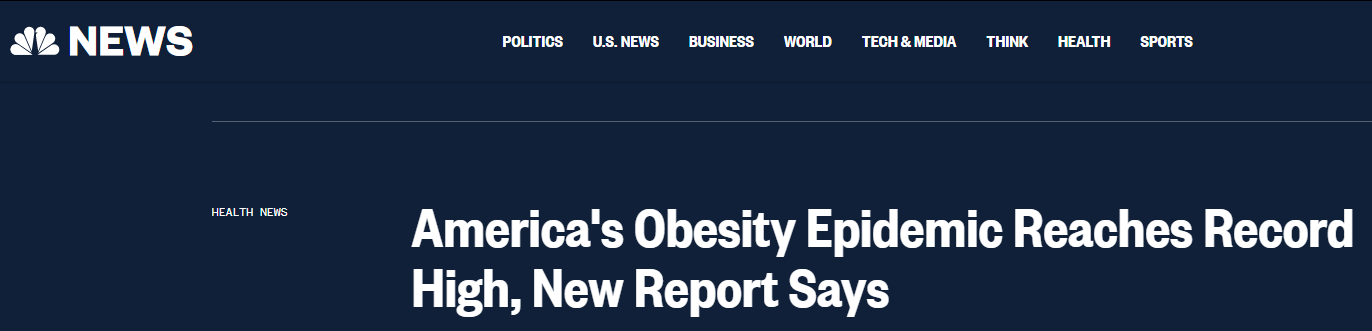 NEWS
POLITICS U.S. NEWS BUSINESS WORLD TECH & MEDIA THINK HEALTH SPORTS
HEALTH NEWS
America's Obesity Epidemic Reaches Record
High, New Report Says